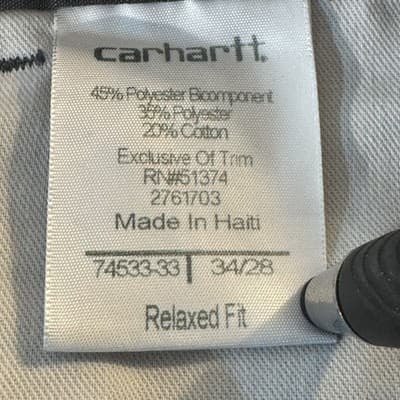 carhartt.
45% Polyester Bicomponent
35% Polyester
20% Cotton
Exclusive Of Trim
RN#51374
2761703
Made In Haiti
74533-33 | 34/28
Relaxed Fit